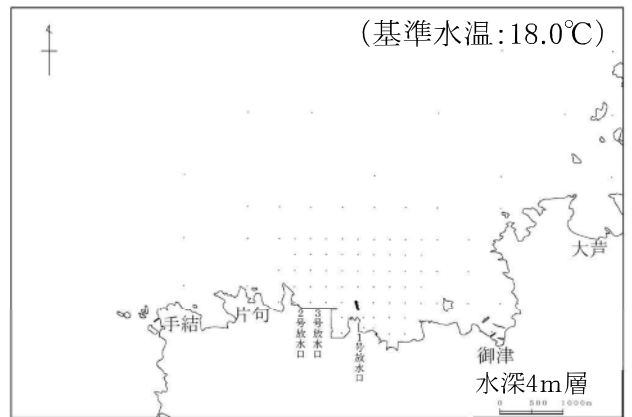 (基準水温:18.0℃)
大芦
手結
片句
2号放水口
3号放水口
1号放水口
御津
水深4m層
0 500 1000m